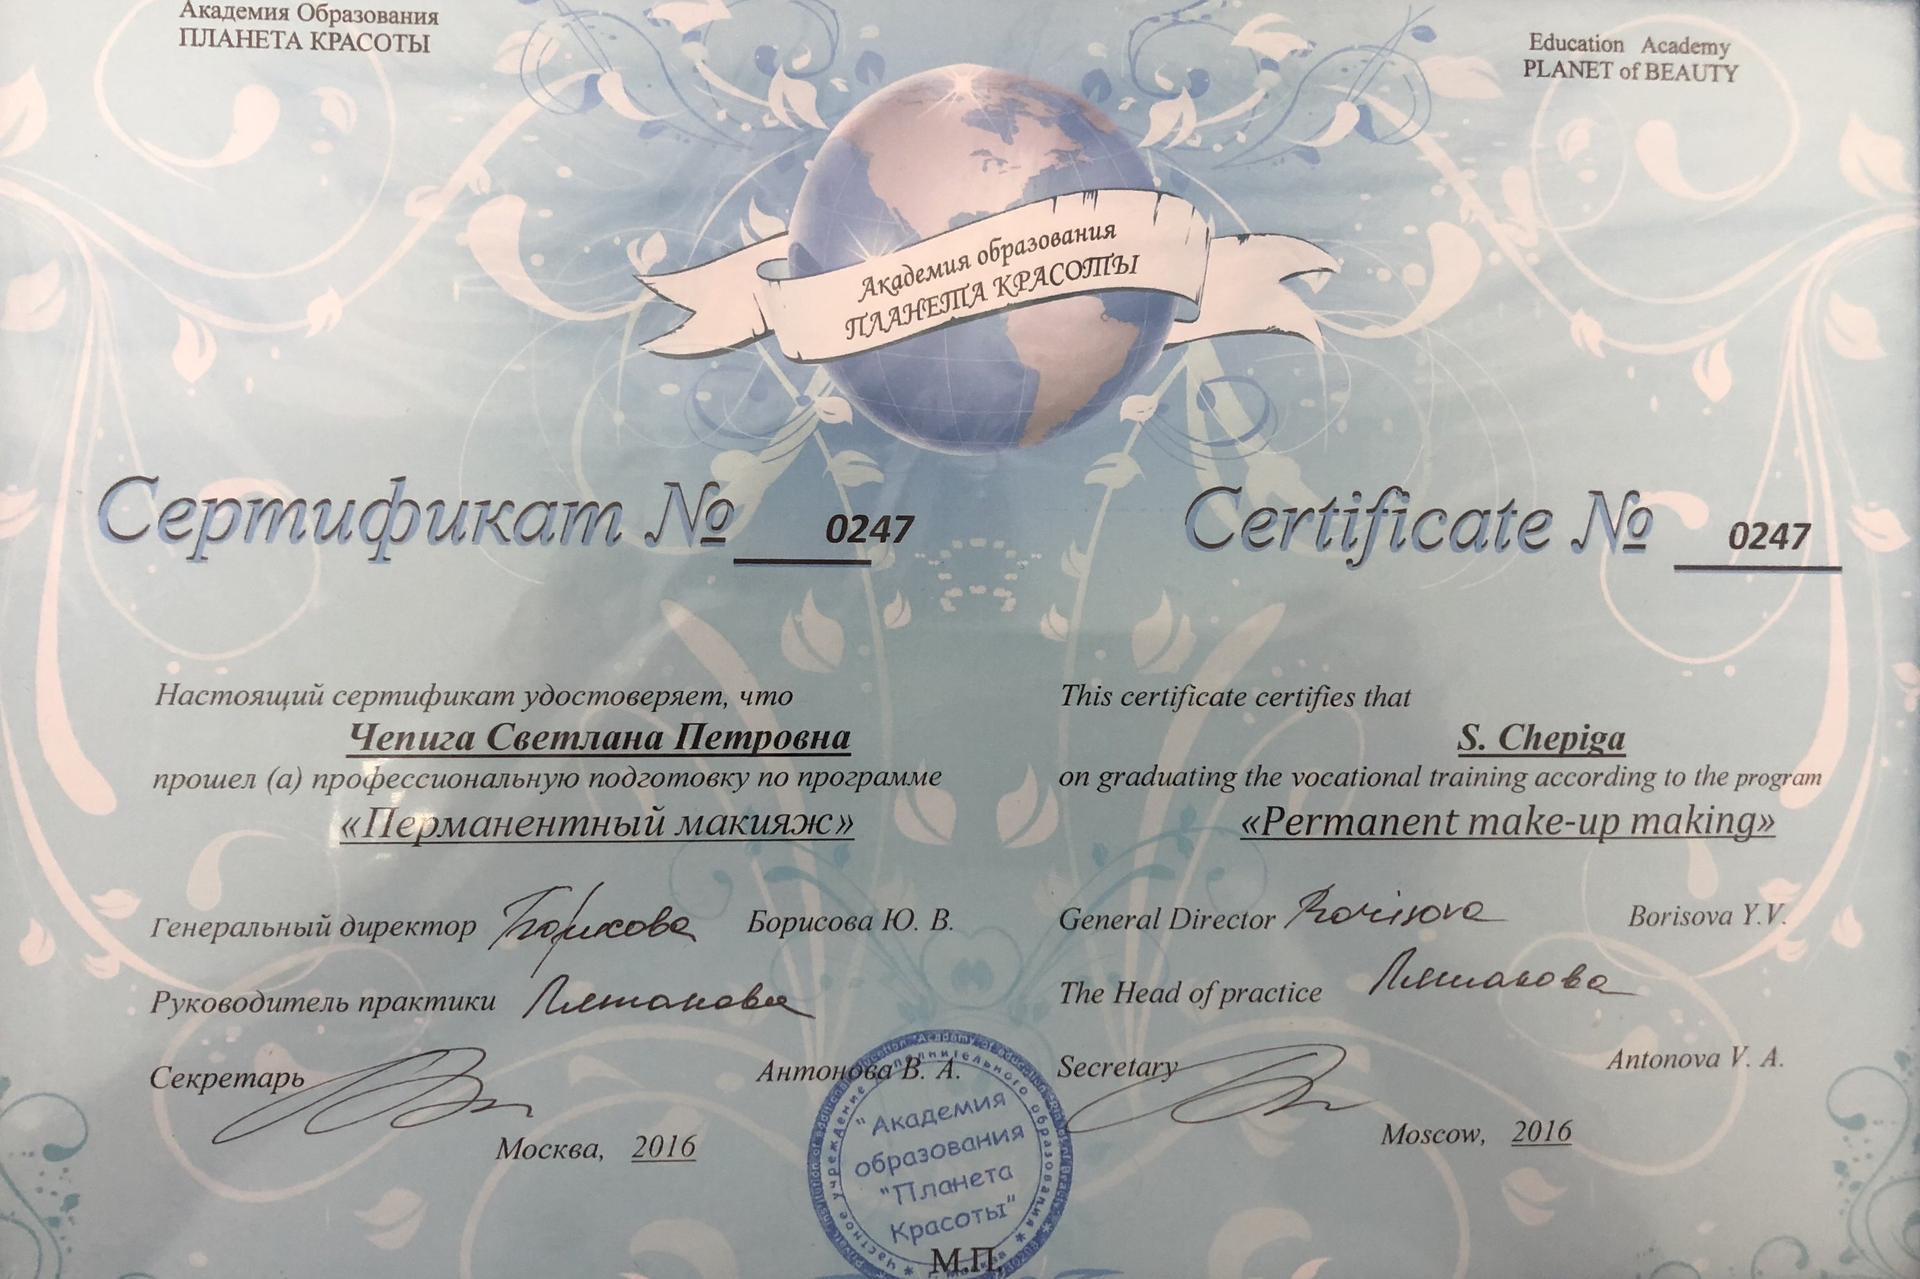 Академия Образования
ПЛАНЕТА КРАСОТЫ
Education Academy
PLANET of BEAUTY
Академия образования
ПЛАНЕТА КРАСОТЫ
Сертификат № 0247
Certificate № 0247
Настоящий сертификат удостоверяет, что
Чепига Светлана Петровна
прошел (а) профессиональную подготовку по программе
«Перманентный макияж»
Генеральный директор Борисова Борисова Ю. В.
Руководитель практики
Секретарь Антонова В. А.
Москва, 2016
This certificate certifies that
S. Chepiga
on graduating the vocational training according to the program
«Permanent make-up making»
General Director Borisova Borisova Y.V.
The Head of practice
Secretary Antonova V. A.
Moscow, 2016
"Академия
образования
"Планета
Красоты"
М.П.